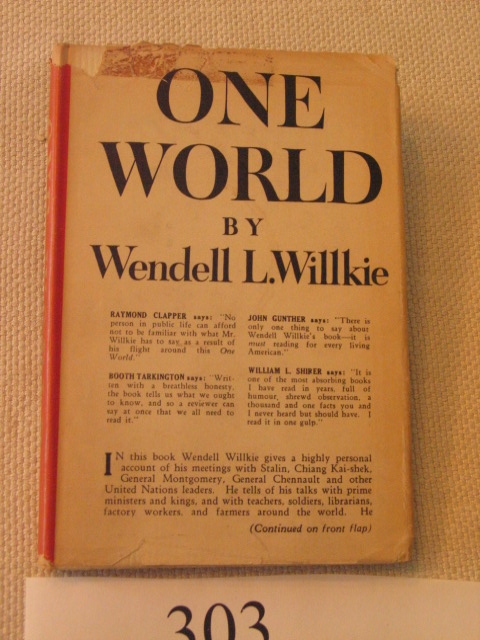 ONE
WORLD
BY
Wendell L. Willkie
RAYMOND CLAPPER says: "No
person in public life can afford
not to be familiar with what Mr.
Willkie has to say as a result of
his flight around this One
World."
BOOTH TARKINGTON says: "Writ-
ten with a breathless honesty,
the book tells us what we ought
to know, and so a reviewer can
say at once that we all need to
read it."
JOHN GUNTHER says: "There is
only one thing to say about
Wendell Willkie's book—it is
must reading for every living
American."
WILLIAM L. SHIRER says: "It is
one of the most absorbing books
I have read in years, full of
humour, shrewd observation, a
thousand and one facts you and
I never heard but should have. I
read it in one gulp."
IN this book Wendell Willkie gives a highly personal
account of his meetings with Stalin, Chiang Kai-shek,
General Montgomery, General Chennault and other
United Nations leaders. He tells of his talks with prime
ministers and kings, and with teachers, soldiers, librarians,
factory workers, and farmers around the world. He
(Continued on front flap)
303